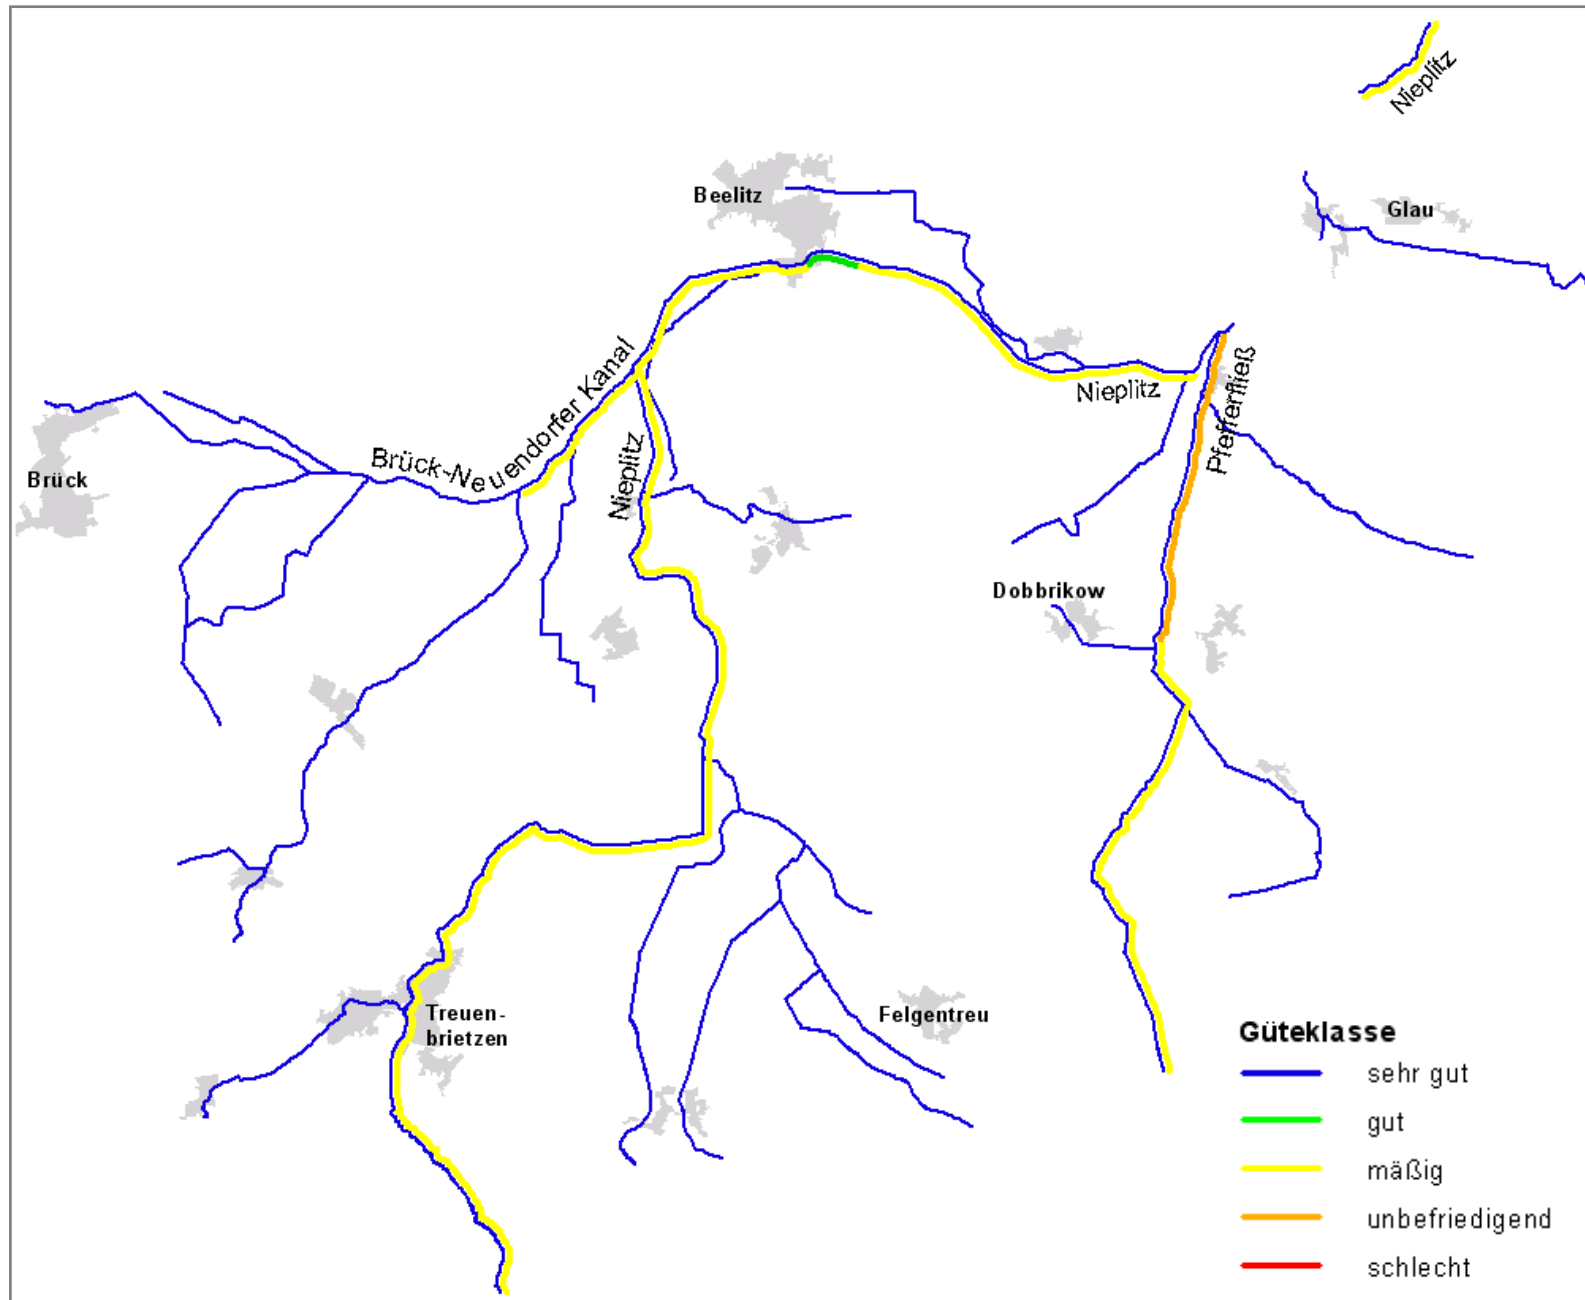 Nieplitz
Beelitz
Glau
Brück-Neuendorfer Kanal
Nieplitz
Pfefferfließ
Brück
Nieplitz
Dobbrikow
Treuen-
brietzen
Felgentreu
Güteklasse
sehr gut
gut
mäßig
unbefriedigend
schlecht